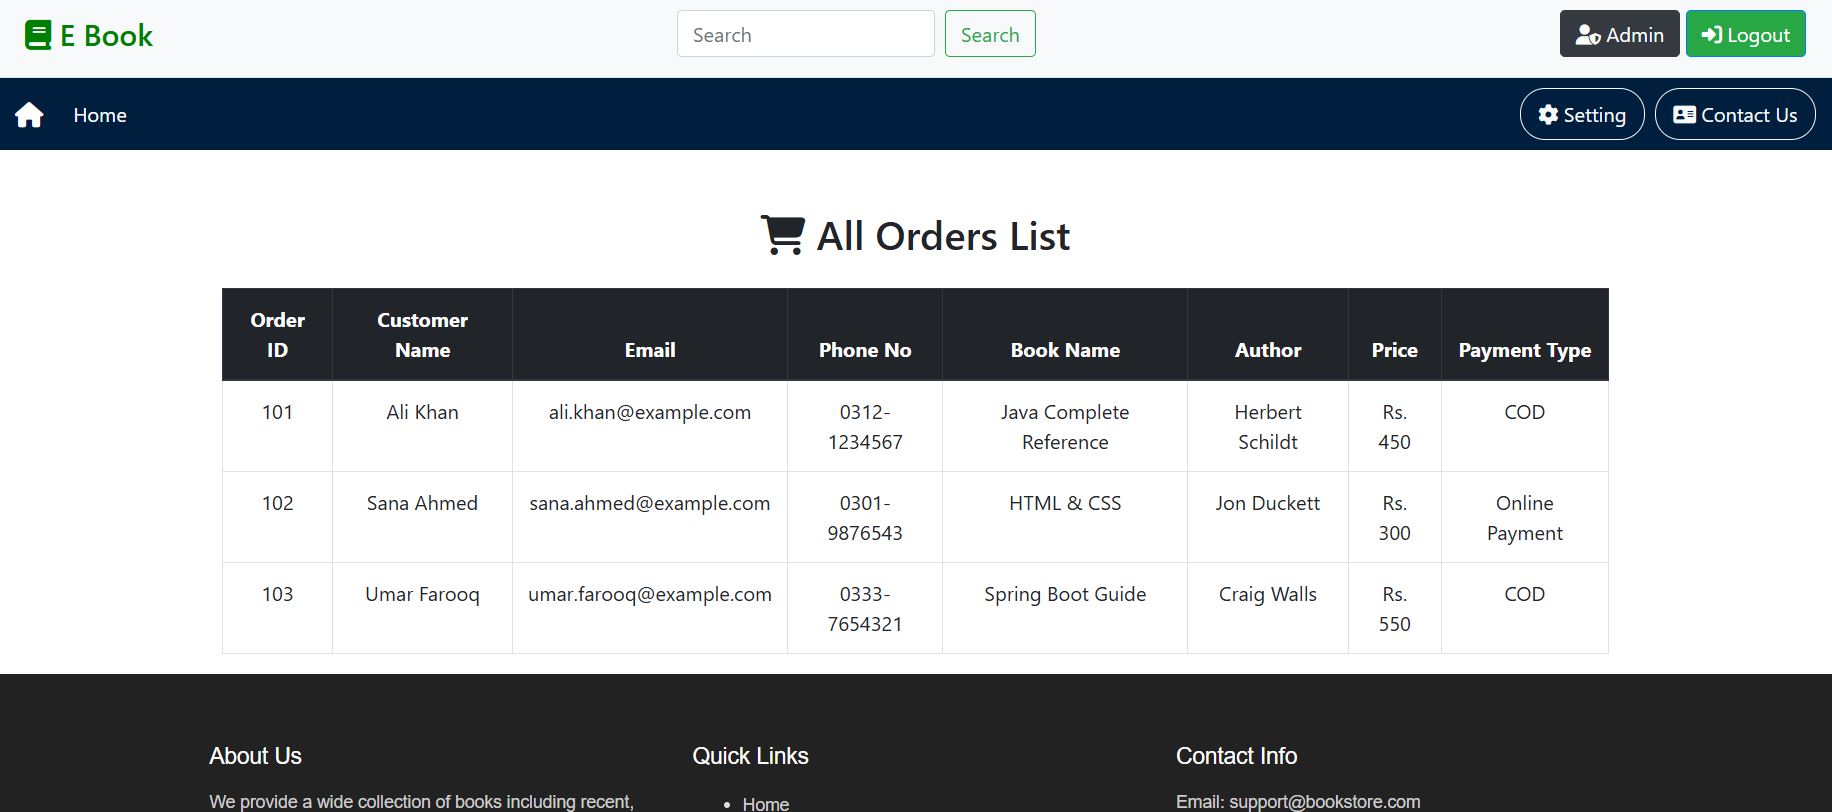 E Book
Search
Search
Admin
Logout
Home
Setting
Contact Us
All Orders List
Order ID
Customer Name
Email
Phone No
Book Name
Author
Price
Payment Type
101
Ali Khan
ali.khan@example.com
0312-
1234567
Java Complete
Reference
Herbert
Schildt
Rs.
450
COD
102
Sana Ahmed
sana.ahmed@example.com
0301-
9876543
HTML & CSS
Jon Duckett
Rs.
300
Online
Payment
103
Umar Farooq
umar.farooq@example.com
0333-
7654321
Spring Boot Guide
Craig Walls
Rs.
550
COD
About Us
We provide a wide collection of books including recent,
Quick Links
• Home
Contact Info
Email: support@bookstore.com